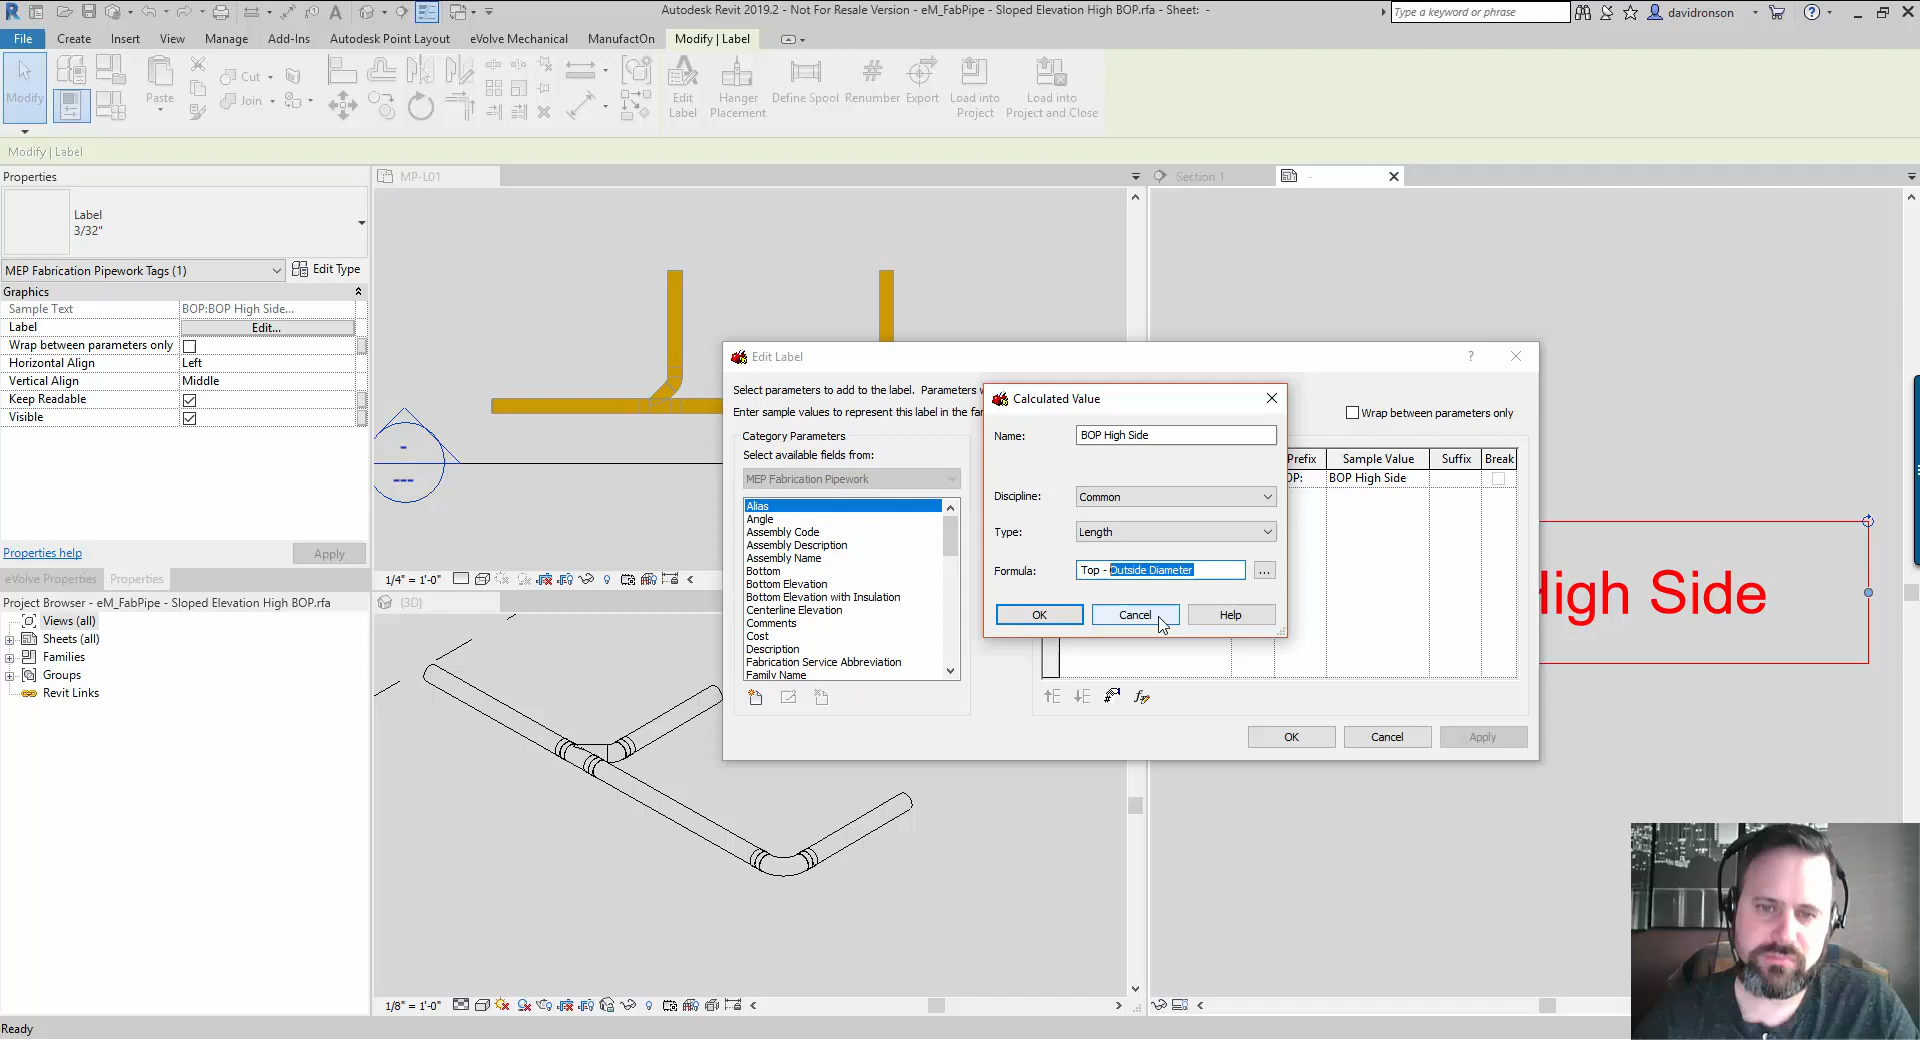 Autodesk Revit 2019.2 - Not For Resale Version - eM_FabPipe - Sloped Elevation High BOP.rfa - Sheet: -
Type a keyword or phrase
davidronson
File
Create
Insert
View
Manage
Add-Ins
Autodesk Point Layout
eVolve Mechanical
ManufactOn
Modify | Label
Modify
Paste
Cut
Join
Edit
Label
Hanger
Placement
Define Spool
Renumber
Export
Load into
Project
Load into
Project and Close
Modify | Label
Properties
Label
3/32"
MEP Fabrication Pipework Tags (1)
Edit Type
Graphics
Sample Text
BOP:BOP High Side...
Label
Edit...
Wrap between parameters only
Horizontal Align
Left
Vertical Align
Middle
Keep Readable
Visible
Properties help
Apply
eVolve Properties
Properties
Project Browser - eM_FabPipe - Sloped Elevation High BOP.rfa
Views (all)
Sheets (all)
Families
Groups
Revit Links
MP-L01
Section 1
-
-
---
1/4" = 1'-0"
(3D)
1/8" = 1'-0"
Edit Label
Select parameters to add to the label. Parameters
Enter sample values to represent this label in the
Wrap between parameters only
Category Parameters
Select available fields from:
MEP Fabrication Pipework
Alias
Angle
Assembly Code
Assembly Description
Assembly Name
Bottom
Bottom Elevation
Bottom Elevation with Insulation
Centerline Elevation
Comments
Cost
Description
Fabrication Service Abbreviation
Family Name
Prefix
Sample Value
Suffix
Break
BOP High Side
OK
Cancel
Apply
Calculated Value
Name:
BOP High Side
Discipline:
Common
Type:
Length
Formula:
Top - Outside Diameter
...
OK
Cancel
Help
High Side
Ready